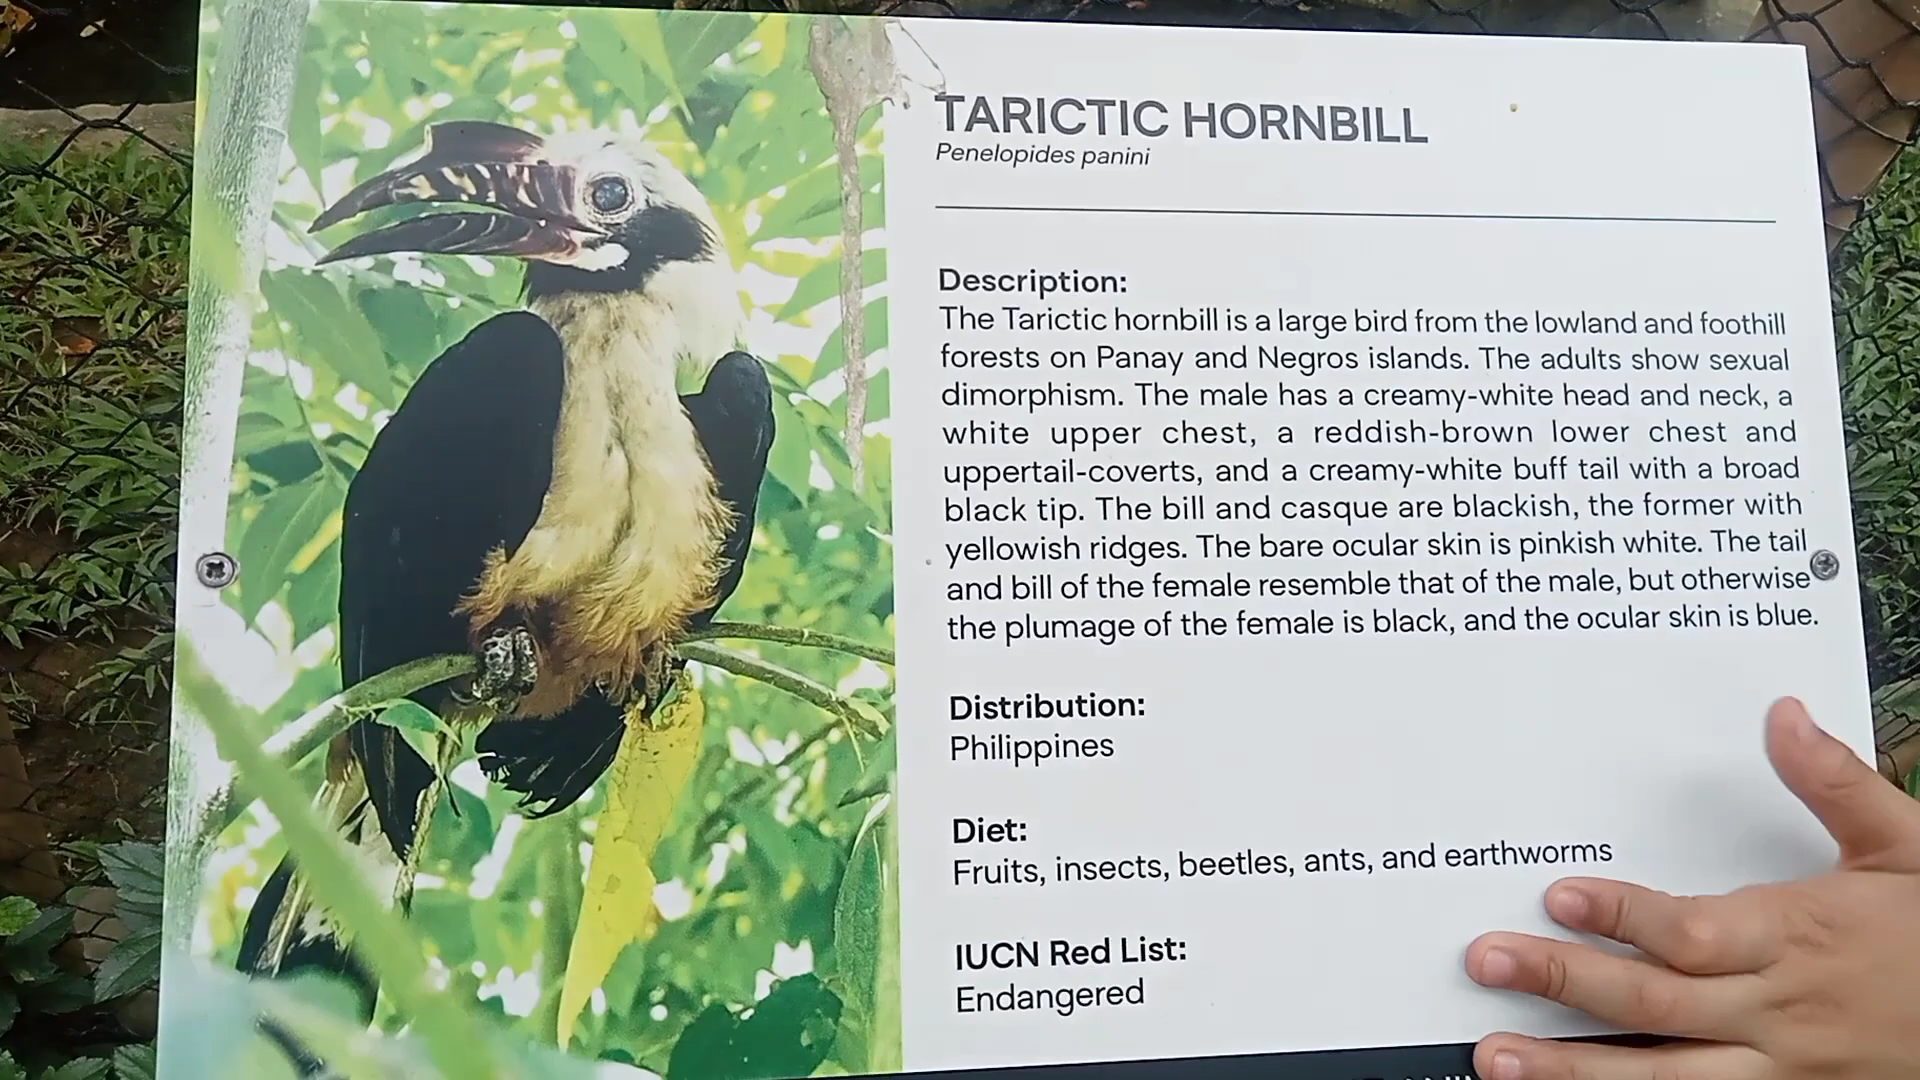 TARICTIC HORNBILL
Penelopides panini
Description:
The Tarictic hornbill is a large bird from the lowland and foothill
forests on Panay and Negros islands. The adults show sexual
dimorphism. The male has a creamy-white head and neck, a
white upper chest, a reddish-brown lower chest and
uppertail-coverts, and a creamy-white buff tail with a broad
black tip. The bill and casque are blackish, the former with
yellowish ridges. The bare ocular skin is pinkish white. The tail
and bill of the female resemble that of the male, but otherwise
the plumage of the female is black, and the ocular skin is blue.
Distribution:
Philippines
Diet:
Fruits, insects, beetles, ants, and earthworms
IUCN Red List:
Endangered